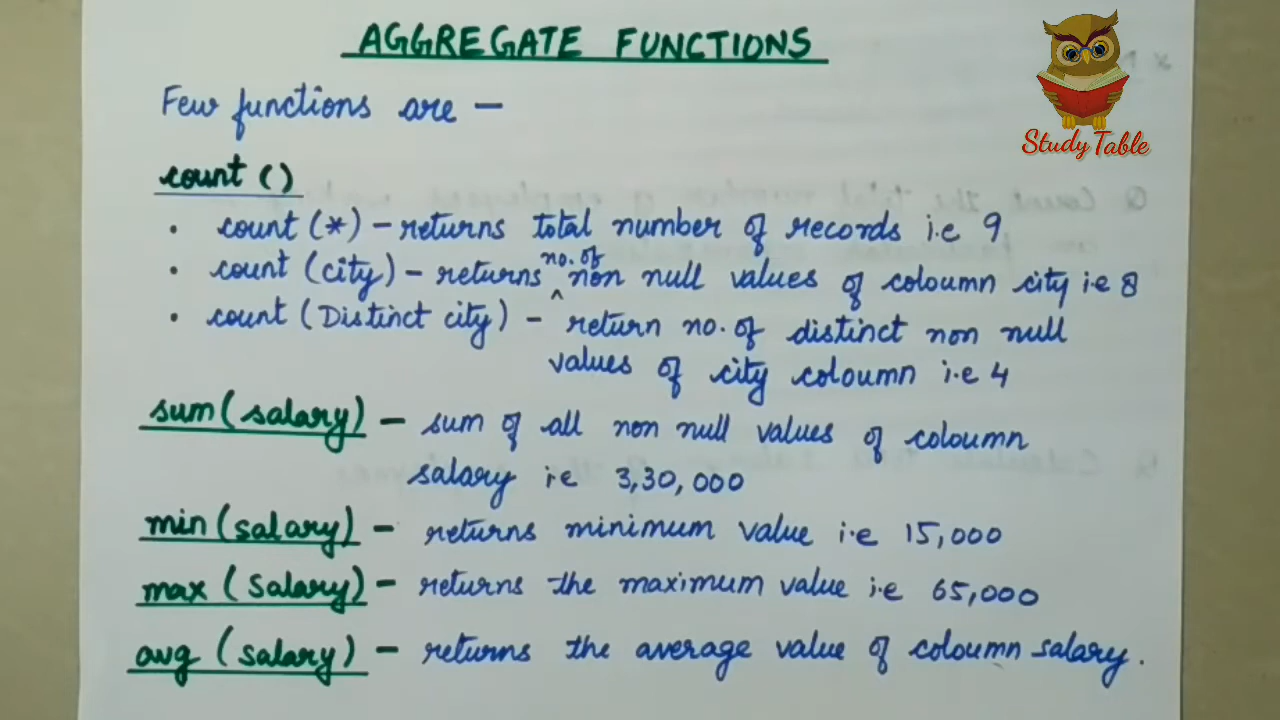 AGGREGATE FUNCTIONS
Study Table
Few functions are –
count ()
• count (*) – returns total number of records i.e 9
• count (city) – returns no. of non null values of coloumn city i.e 8
• count (Distinct city) – return no. of distinct non null
values of city coloumn i.e 4
sum (salary) – sum of all non null values of coloumn
salary i.e 3,30,000
min (salary) – returns minimum value i.e 15,000
max (salary) – returns the maximum value i.e 65,000
avg (salary) – returns the average value of coloumn salary.